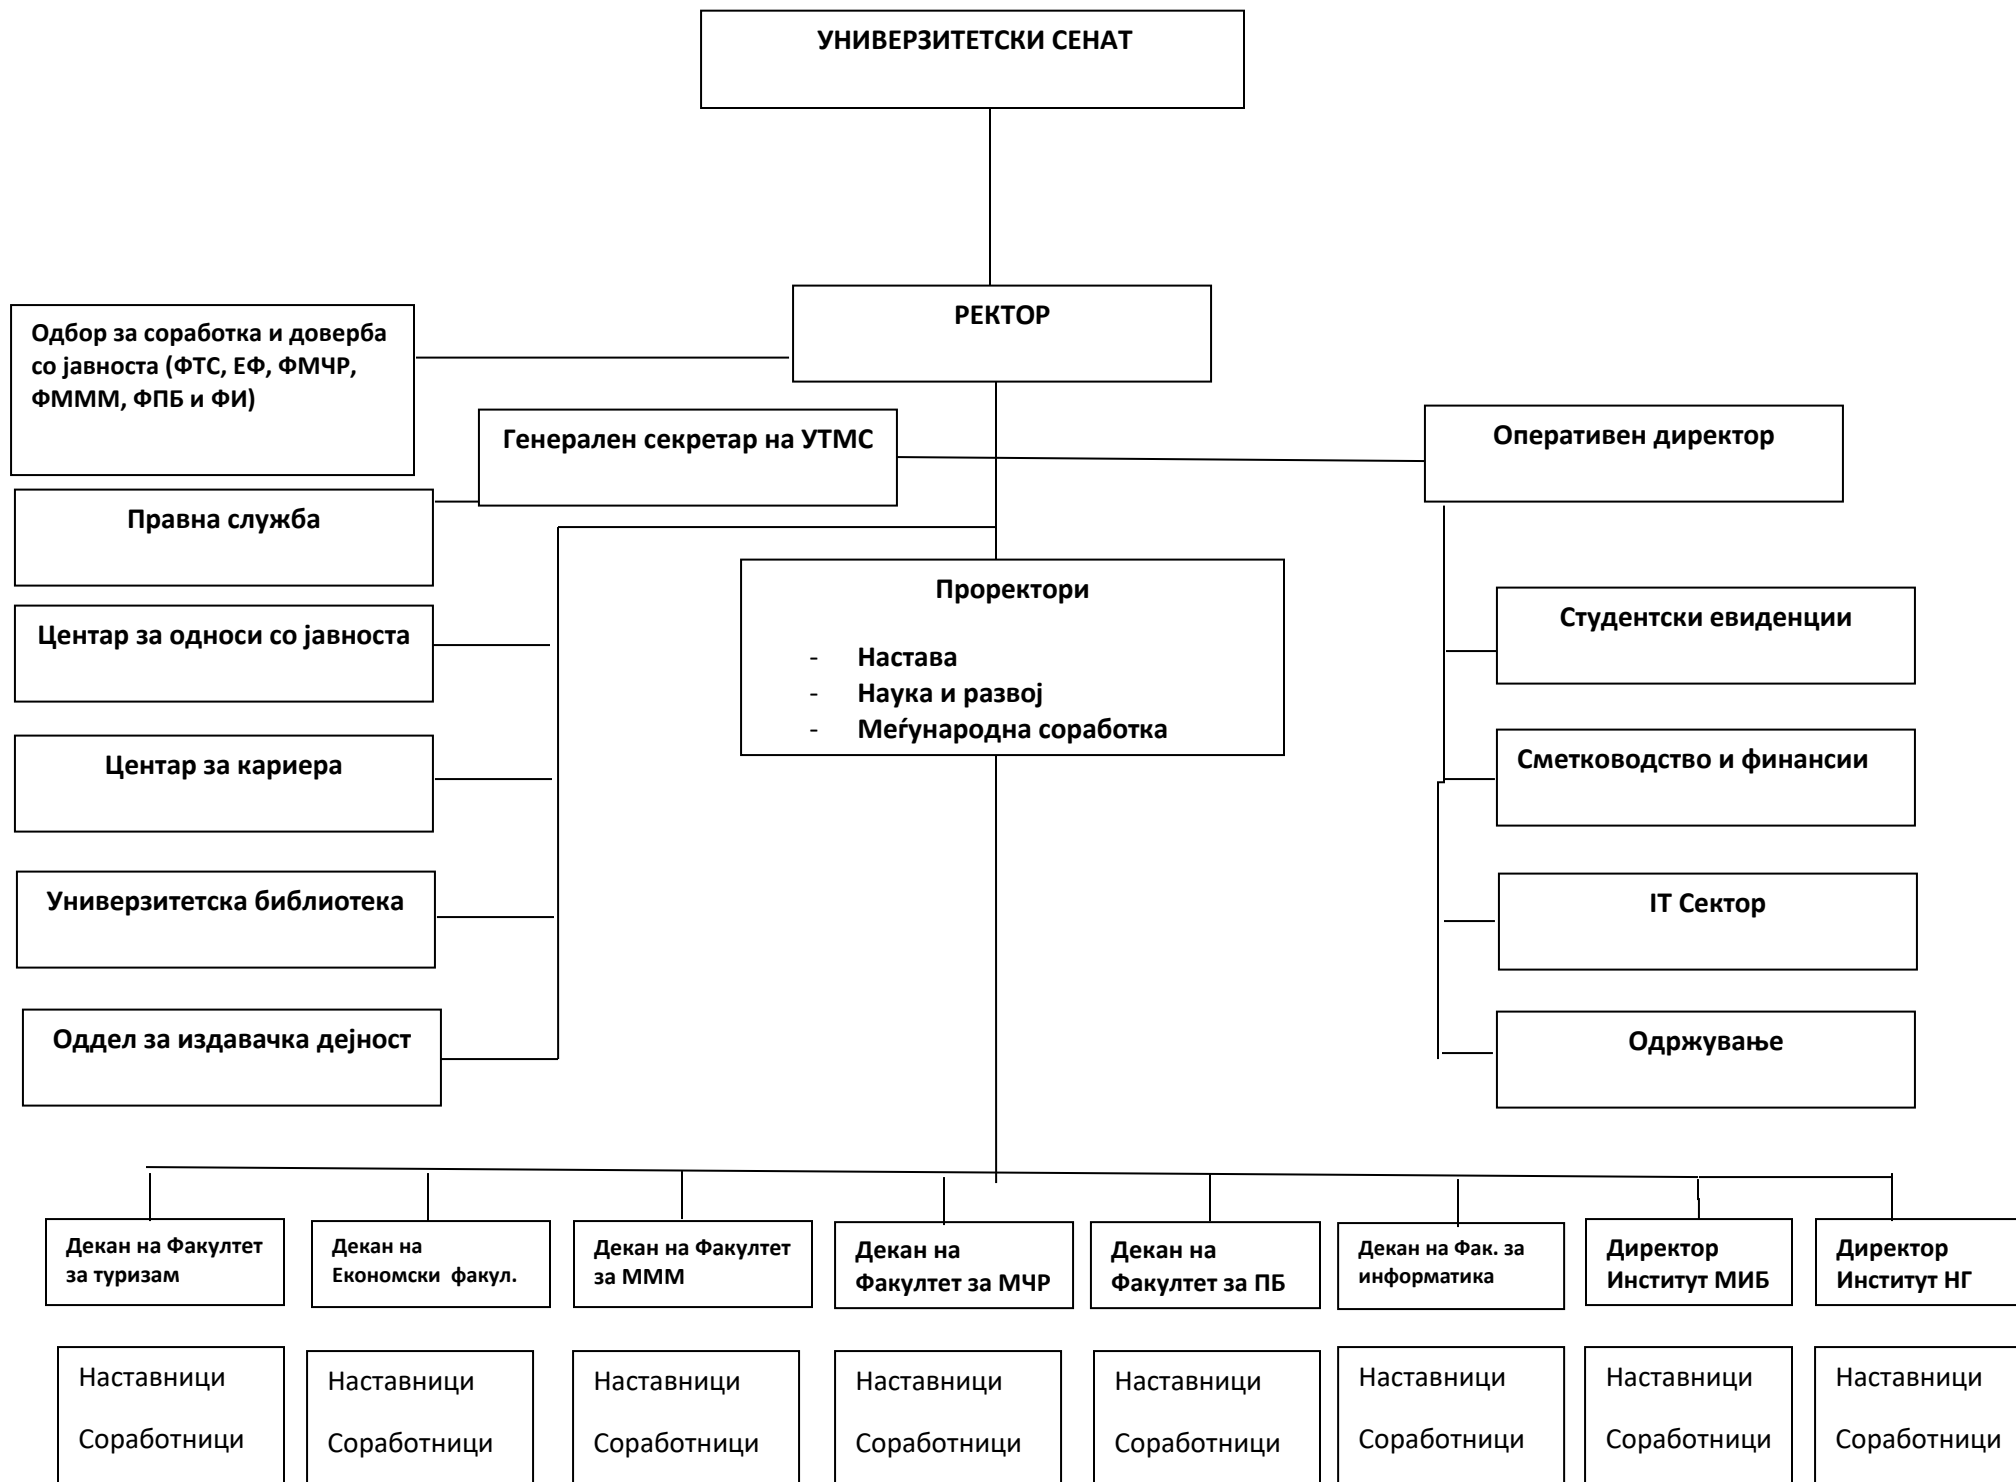 УНИВЕРЗИТЕТСКИ СЕНАТ
РЕКТОР
Одбор за соработка и доверба
со јавноста (ФТС, ЕФ, ФМЧР,
ФМММ, ФПБ и ФИ)
Генерален секретар на УТМС
Оперативен директор
Правна служба
Проректори
- Настава
- Наука и развој
- Меѓународна соработка
Центар за односи со јавноста
Центар за кариера
Универзитетска библиотека
Оддел за издавачка дејност
Студентски евиденции
Сметководство и финансии
IT Сектор
Одржување
Декан на Факултет
за туризам
Декан на
Економски факул.
Декан на Факултет
за МММ
Декан на
Факултет за МЧР
Декан на
Факултет за ПБ
Декан на Фак. за
информатика
Директор
Институт МИБ
Директор
Институт НГ
Наставници
Соработници
Наставници
Соработници
Наставници
Соработници
Наставници
Соработници
Наставници
Соработници
Наставници
Соработници
Наставници
Соработници
Наставници
Соработници